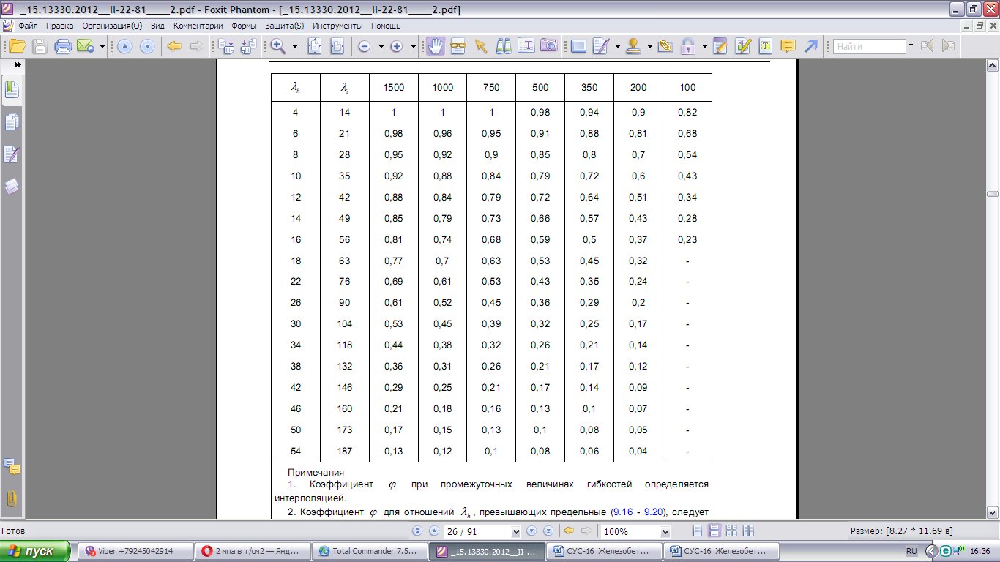 _15.13330.2012__II-22-81____2.pdf - Foxit Phantom - [_15.13330.2012__II-22-81____2.pdf]
Файл Правка Организация(O) Вид Комментарии Формы Защита(S) Инструменты Помощь
Найти
λh λi 1500 1000 750 500 350 200 100
4 14 1 1 1 0,98 0,94 0,9 0,82
6 21 0,98 0,96 0,95 0,91 0,88 0,81 0,68
8 28 0,95 0,92 0,9 0,85 0,8 0,7 0,54
10 35 0,92 0,88 0,84 0,79 0,72 0,6 0,43
12 42 0,88 0,84 0,79 0,72 0,64 0,51 0,34
14 49 0,85 0,79 0,73 0,66 0,57 0,43 0,28
16 56 0,81 0,74 0,68 0,59 0,5 0,37 0,23
18 63 0,77 0,7 0,63 0,53 0,45 0,32 -
22 76 0,69 0,61 0,53 0,43 0,35 0,24 -
26 90 0,61 0,52 0,45 0,36 0,29 0,2 -
30 104 0,53 0,45 0,39 0,32 0,25 0,17 -
34 118 0,44 0,38 0,32 0,26 0,21 0,14 -
38 132 0,36 0,31 0,26 0,21 0,17 0,12 -
42 146 0,29 0,25 0,21 0,17 0,14 0,09 -
46 160 0,21 0,18 0,16 0,13 0,1 0,07 -
50 173 0,17 0,15 0,13 0,1 0,08 0,05 -
54 187 0,13 0,12 0,1 0,08 0,06 0,04 -
Примечания
1. Коэффициент φ при промежуточных величинах гибкостей определяется
интерполяцией.
2. Коэффициент φ для отношений λh, превышающих предельные (9.16 - 9.20), следует
Готов 26 / 91 100% Размер: [8.27 * 11.69 в]
пуск Viber +79245042914 2 мпа в т/см2 — Янд... Total Commander 7.5.... _15.13330.2012__II-... СУС-16_Железобет... СУС-16_Железобет... RU 16:36